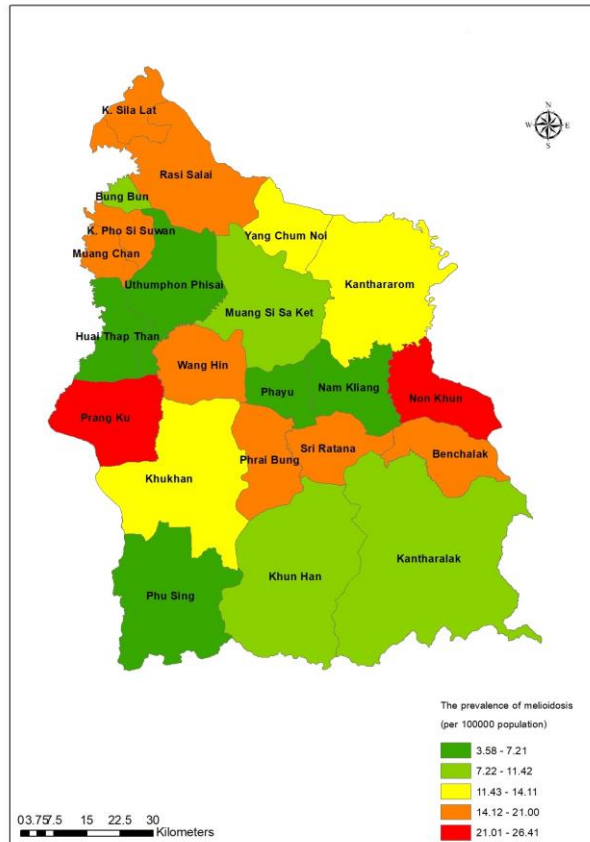 K. Sila Lat
N
W E
S
Rasi Salai
Bung Bun
K. Pho Si Suwan
Yang Chum Noi
Muang Chan
Kanthararom
Uthumphon Phisai
Muang Si Sa Ket
Huai Thap Than
Wang Hin
Phayu
Nam Kliang
Non Khun
Prang Ku
Phrai Bung
Sri Ratana
Benchalak
Khukhan
Kantharalak
Khun Han
Phu Sing
The prevalence of melioidosis
(per 100000 population)
3.58 - 7.21
7.22 - 11.42
11.43 - 14.11
14.12 - 21.00
21.01 - 26.41
03.757.5 15 22.5 30
Kilometers